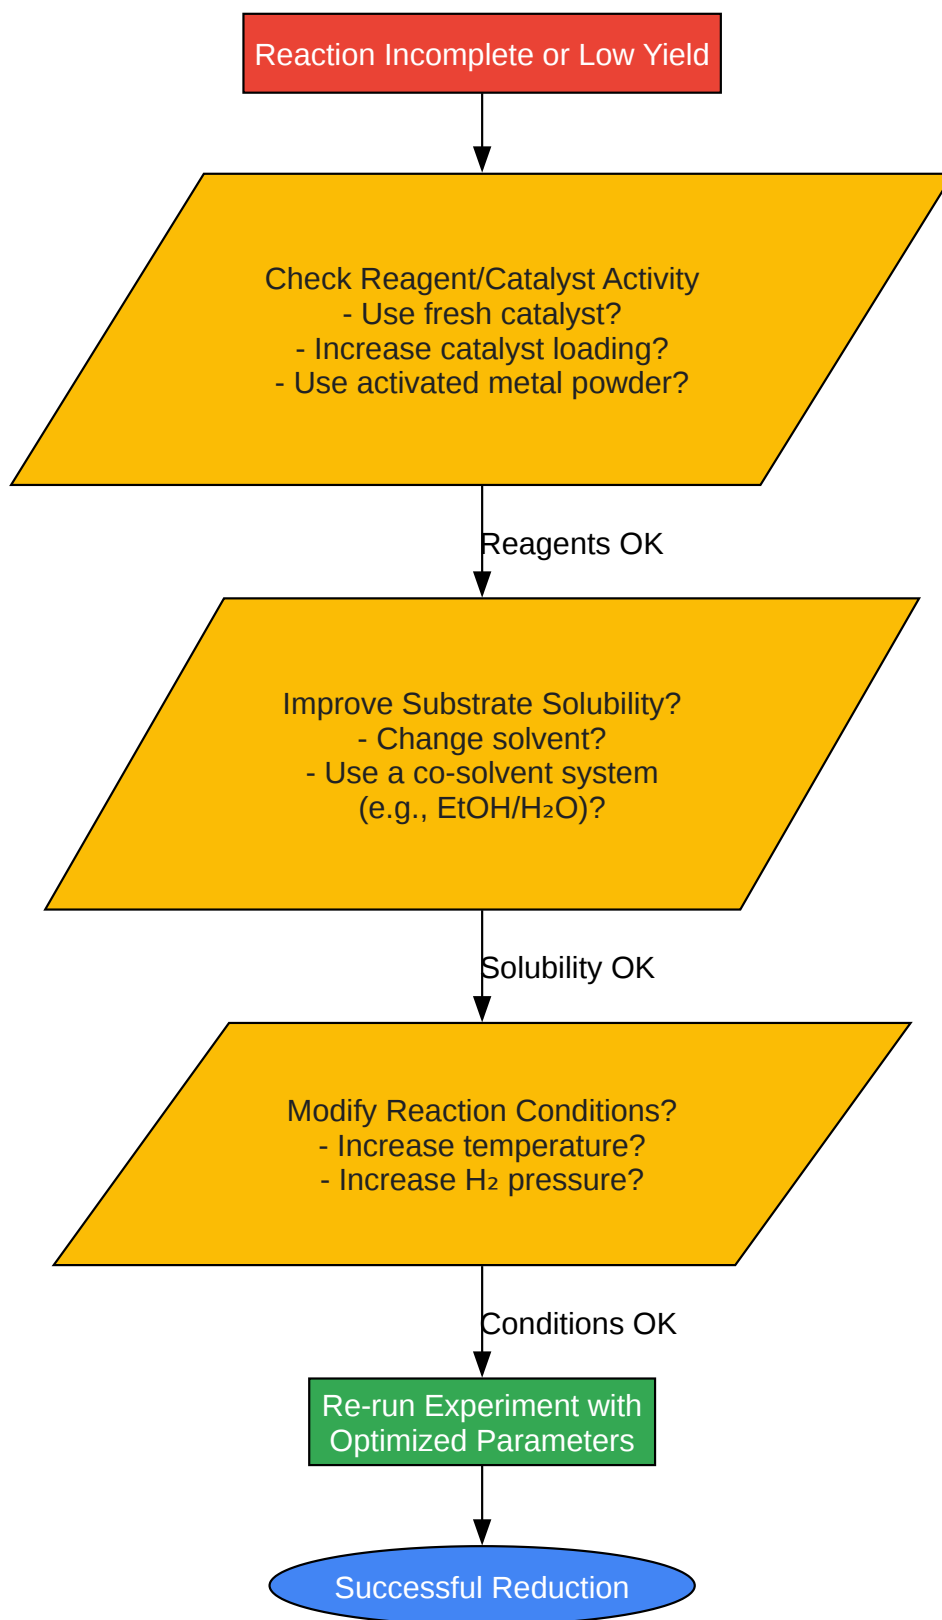 Reaction Incomplete or Low Yield
Check Reagent/Catalyst Activity
- Use fresh catalyst?
- Increase catalyst loading?
- Use activated metal powder?
Reagents OK
Improve Substrate Solubility?
- Change solvent?
- Use a co-solvent system
(e.g., EtOH/H₂O)?
Solubility OK
Modify Reaction Conditions?
- Increase temperature?
- Increase H₂ pressure?
Conditions OK
Re-run Experiment with
Optimized Parameters
Successful Reduction